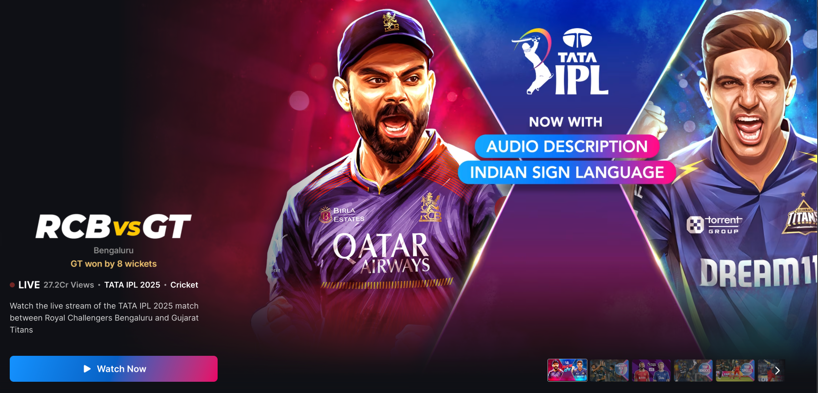 TATA
IPL
NOW WITH
AUDIO DESCRIPTION
INDIAN SIGN LANGUAGE
BIRLA
ESTATES
QATAR
AIRWAYS
torrent
GROUP
TITANS
DREAM11
RCB vs GT
Bengaluru
GT won by 8 wickets
LIVE 27.2Cr Views • TATA IPL 2025 • Cricket
Watch the live stream of the TATA IPL 2025 match
between Royal Challengers Bengaluru and Gujarat
Titans
Watch Now